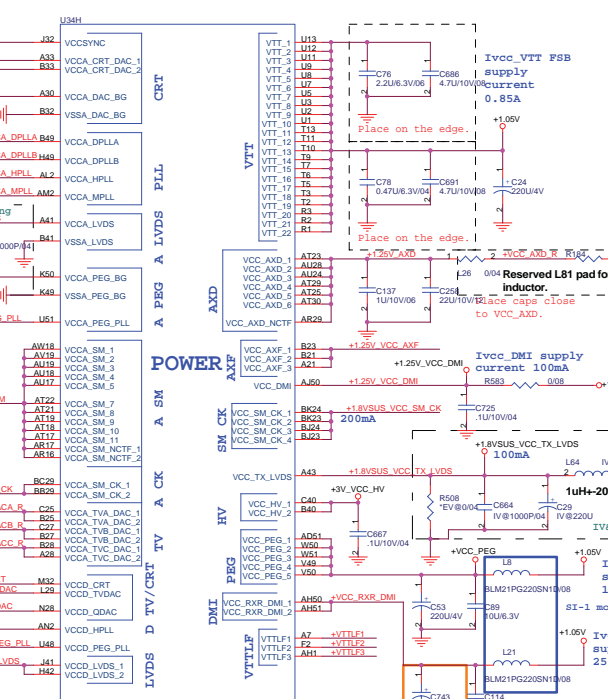 U34H
J32 VCCSYNC
A33 VCCA_CRT_DAC_1
B33 VCCA_CRT_DAC_2
A30 VCCA_DAC_BG
B32 VSSA_DAC_BG
CRT
A_DPLLA B49 VCCA_DPLLA
A_DPLLB H49 VCCA_DPLLB
A_HPLL AL2 VCCA_HPLL
A_MPLL AM2 VCCA_MPLL
PLL
A41 VCCA_LVDS
B41 VSSA_LVDS
000P/04
A LVDS
K50 VCCA_PEG_BG
K49 VSSA_PEG_BG
_PLL U51 VCCA_PEG_PLL
A PEG
AW18 VCCA_SM_1
AV19 VCCA_SM_2
AU19 VCCA_SM_3
AU18 VCCA_SM_4
AU17 VCCA_SM_5
AT22 VCCA_SM_7
AT21 VCCA_SM_8
AT19 VCCA_SM_9
AT18 VCCA_SM_10
AT17 VCCA_SM_11
AR17 VCCA_SM_NCTF_1
AR16 VCCA_SM_NCTF_2
A SM
BC29 VCCA_SM_CK_1
BB29 VCCA_SM_CK_2
A CK
C25 VCCA_TVA_DAC_1
B25 VCCA_TVA_DAC_2
C27 VCCA_TVB_DAC_1
B27 VCCA_TVB_DAC_2
B28 VCCA_TVC_DAC_1
A28 VCCA_TVC_DAC_2
TV
M32 VCCD_CRT
L29 VCCD_TVDAC
N28 VCCD_QDAC
D TV/CRT
AN2 VCCD_HPLL
EG_PLL U48 VCCD_PEG_PLL
J41 VCCD_LVDS_1
H42 VCCD_LVDS_2
LVDS
POWER
VTT
VTT_1 U13
VTT_2 U12
VTT_3 U11
VTT_4 U9
VTT_5 U8
VTT_6 U7
VTT_7 U5
VTT_8 U3
VTT_9 U2
VTT_10 U1
VTT_11 T13
VTT_12 T11
VTT_13 T10
VTT_14 T9
VTT_15 T7
VTT_16 T6
VTT_17 T5
VTT_18 T3
VTT_19 T2
VTT_20 R3
VTT_21 R2
VTT_22 R1
AXD
VCC_AXD_1 AT23
VCC_AXD_2 AU28
VCC_AXD_3 AU24
VCC_AXD_4 AT29
VCC_AXD_5 AT25
VCC_AXD_6 AT30
VCC_AXD_NCTF AR29
AXF
VCC_AXF_1 B23
VCC_AXF_2 B21
VCC_AXF_3 A21
VCC_DMI AJ50
SM CK
VCC_SM_CK_1 BK24
VCC_SM_CK_2 BK23
VCC_SM_CK_3 BJ24
VCC_SM_CK_4 BJ23
VCC_TX_LVDS A43
HV
VCC_HV_1 C40
VCC_HV_2 B40
PEG
VCC_PEG_1 AD51
VCC_PEG_2 W50
VCC_PEG_3 W51
VCC_PEG_4 V49
VCC_PEG_5 V50
DMI
VCC_RXR_DMI_1 AH50
VCC_RXR_DMI_2 AH51
VTTLF
VTTLF1 A7 +VTTLF1
VTTLF2 F2 +VTTLF2
VTTLF3 AH1 +VTTLF3
C76
2.2U/6.3V/06
C686
4.7U/10V/08
Place on the edge.
Ivcc_VTT FSB
supply
current
0.85A
+1.05V
C78
0.47U/6.3V/04
C691
4.7U/10V/08
C24
220U/4V
Place on the edge.
+1.25V_AXD
L26 0/04
+VCC_AXD_R R184
Reserved L81 pad fo
inductor.
C137
1U/10V/06
C258
22U/10V/12
Place caps close
to VCC_AXD.
+1.25V_VCC_AXF
+1.25V_VCC_DMI
Ivcc_DMI supply
current 100mA
+1.25V_VCC_DMI
R583 0/08
C725
.1U/10V/04
+1.8VSUS_VCC_SM_CK
200mA
+1.8VSUS_VCC_TX_LVDS
100mA
+1.8VSUS_VCC_TX_LVDS
L64
1uH+-20
R508
*EV@0/04
C664
IV@1000P/04
C29
IV@220U
+3V_VCC_HV
C667
.1U/10V/04
+VCC_PEG
L8
+1.05V
BLM21PG220SN1D/08
C53
220U/4V
C89
10U/6.3V
+VCC_RXR_DMI
L21
+1.05V
BLM21PG220SN1D/08
C743
C114